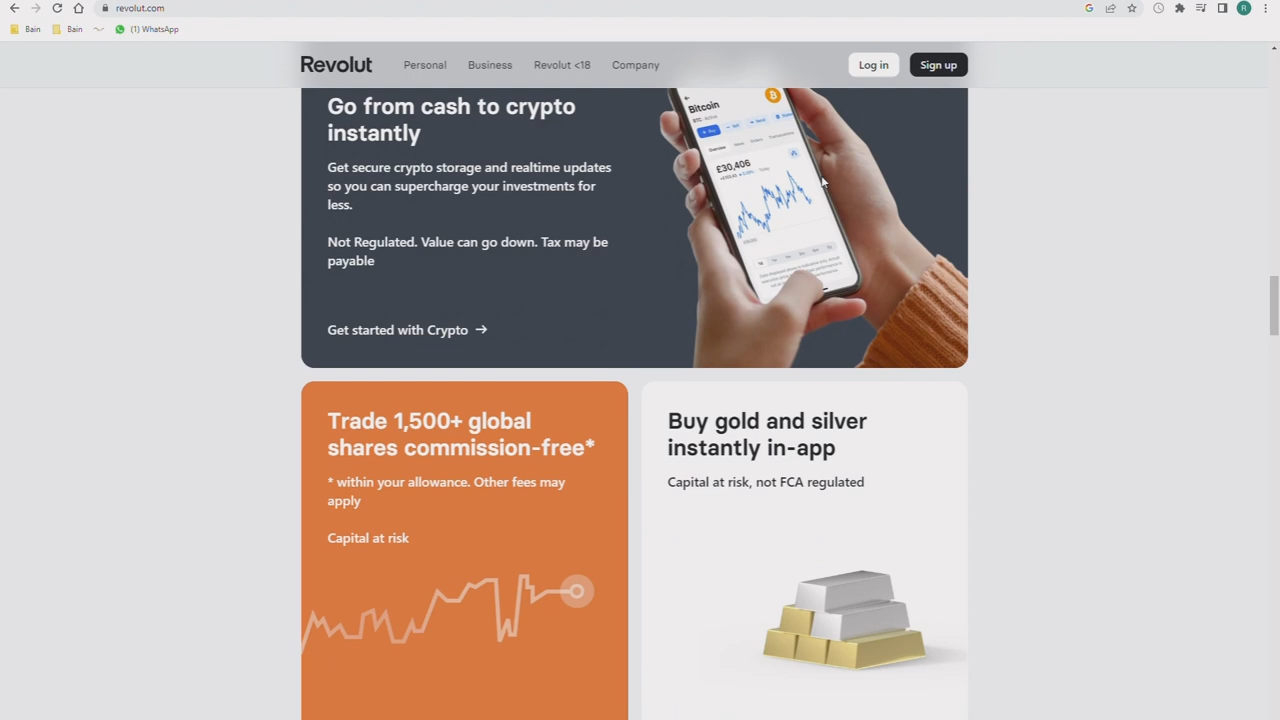 revolut.com
R
Bain
Bain
(1) WhatsApp
Revolut
Personal
Business
Revolut <18
Company
Log in
Sign up
Go from cash to crypto
instantly
Get secure crypto storage and realtime updates
so you can supercharge your investments for
less.
Not Regulated. Value can go down. Tax may be
payable
Get started with Crypto →
Bitcoin
Buy
Sell
Send
Overview
£30,406
Trade 1,500+ global
shares commission-free*
* within your allowance. Other fees may
apply
Capital at risk
Buy gold and silver
instantly in-app
Capital at risk, not FCA regulated